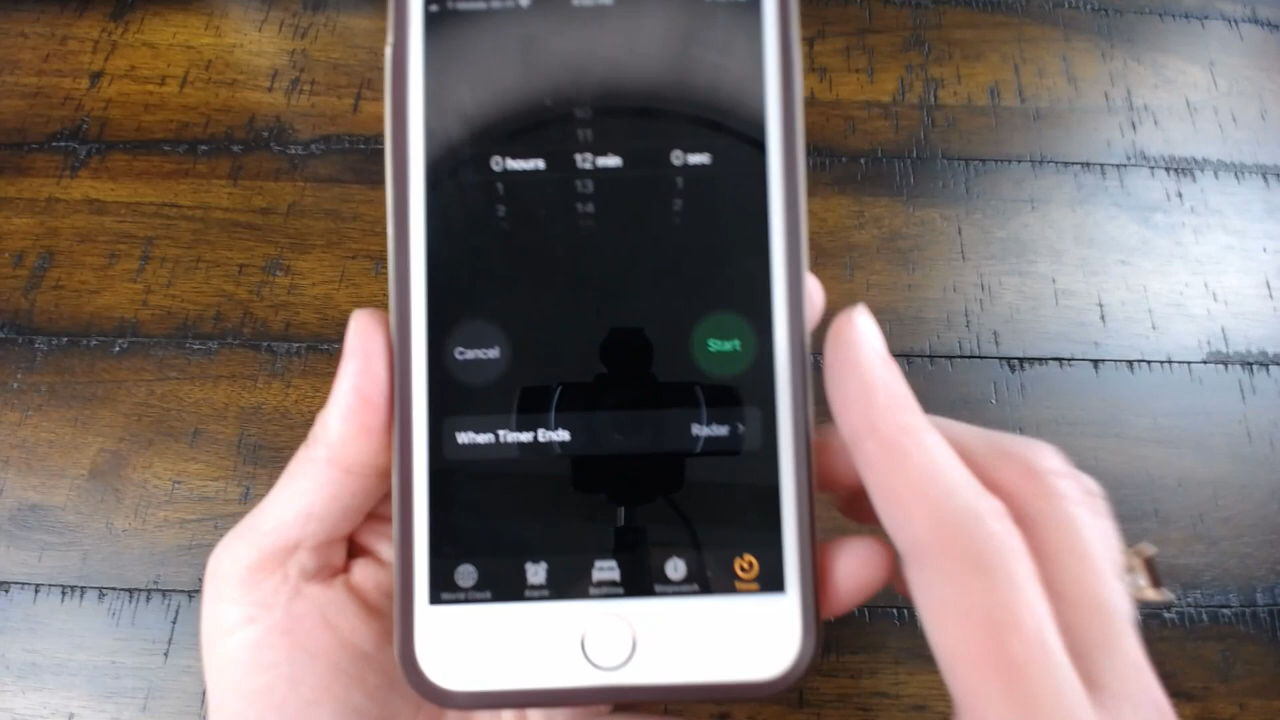 11
0 hours 12 min 0 sec
1 13 1
2 14 2
Cancel Start
When Timer Ends Radar >
World Clock Alarm Bedtime Stopwatch Timer